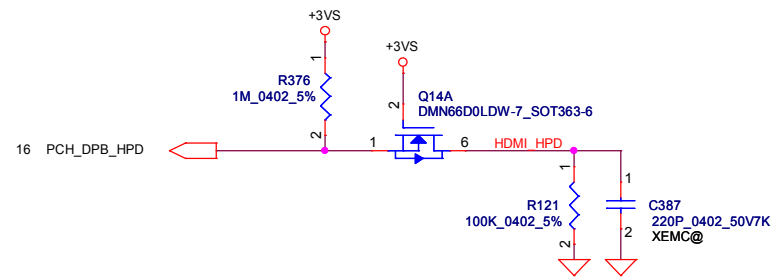 +3VS
+3VS
1
R376
1M_0402_5%
2
2
Q14A
DMN66D0LDW-7_SOT363-6
16 PCH_DPB_HPD
1
6
HDMI_HPD
1
R121
100K_0402_5%
2
1
C387
220P_0402_50V7K
2
XEMC@